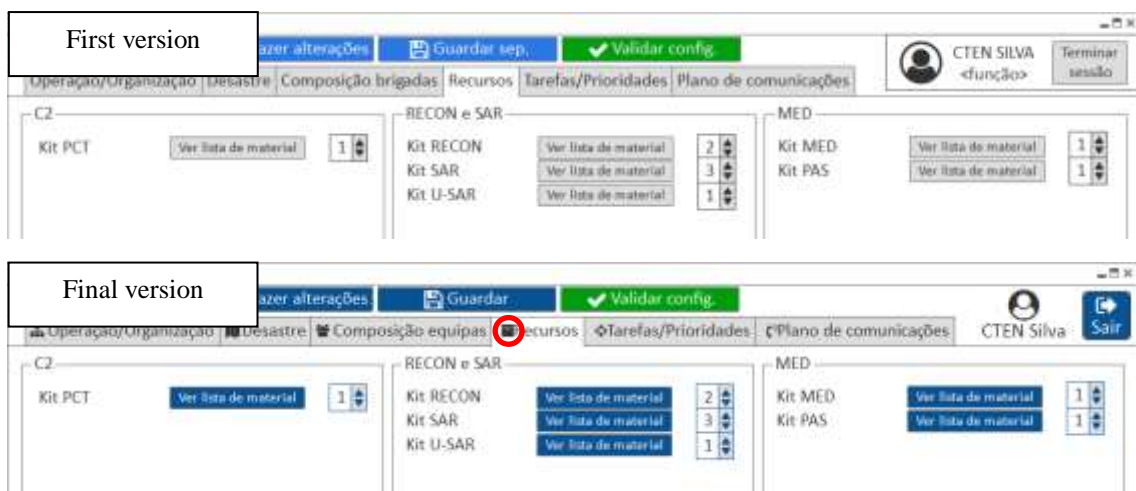 First version
azer alterações Guardar sep. Validar config.
CTEN SILVA
<função>
Terminar
sessão
Operação/Organização Desastre Composição brigadas Recursos Tarefas/Prioridades Plano de comunicações
C2 RECON e SAR MED
Kit PCT Ver lista de material 1 Kit RECON Ver lista de material 2 Kit MED Ver lista de material 1
Kit SAR Ver lista de material 3 Kit PAS Ver lista de material 1
Kit U-SAR Ver lista de material 1
Final version
azer alterações Guardar Validar config.
CTEN Silva Sair
Operação/Organização Desastre Composição equipas ecursos Tarefas/Prioridades Plano de comunicações
C2 RECON e SAR MED
Kit PCT Ver lista de material 1 Kit RECON Ver lista de material 2 Kit MED Ver lista de material 1
Kit SAR Ver lista de material 3 Kit PAS Ver lista de material 1
Kit U-SAR Ver lista de material 1